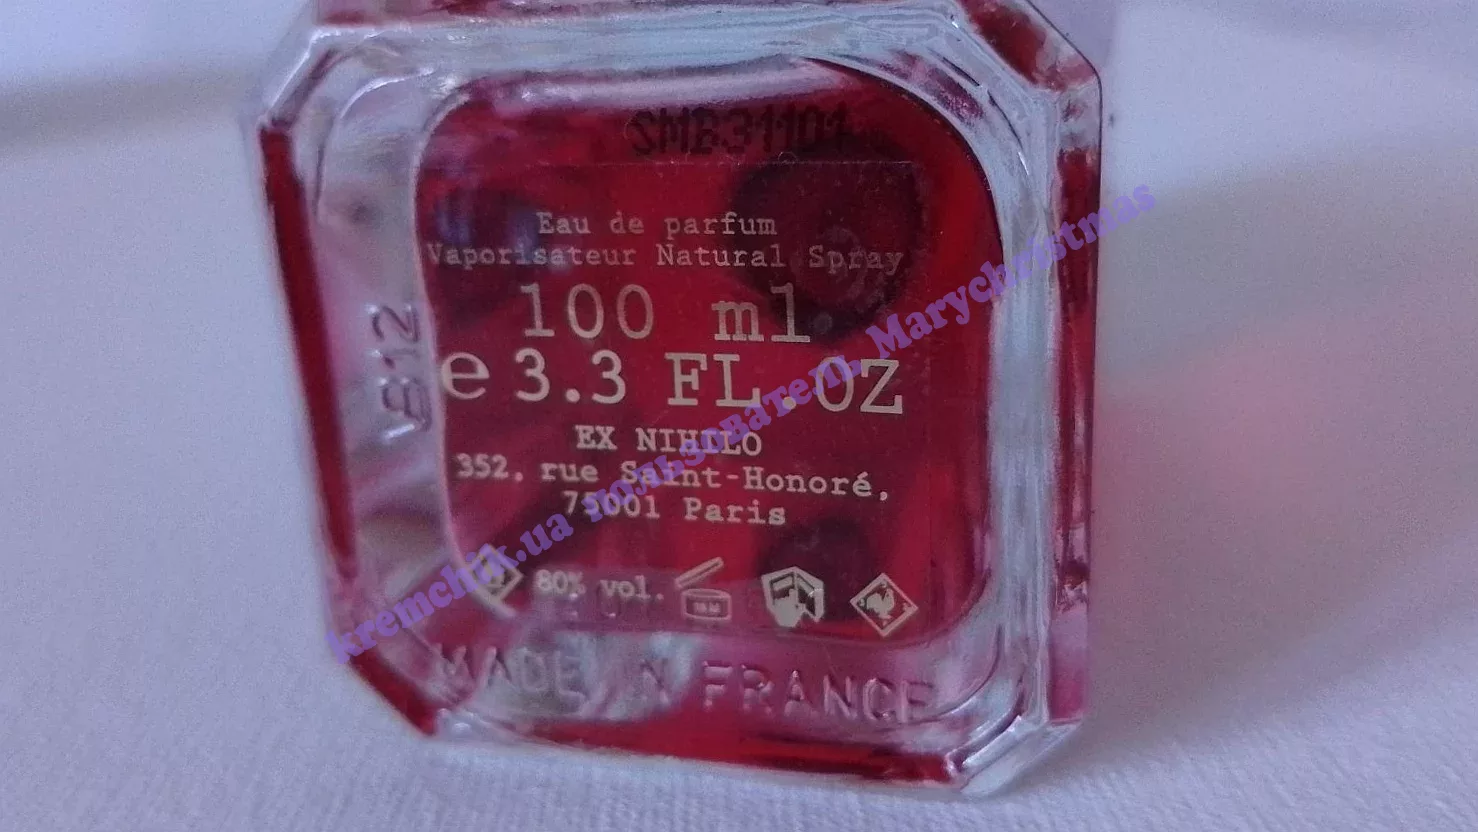 SMB31101
Eau de parfum
Vaporisateur Natural Spray
100 ml
e 3.3 FL.OZ
EX NIHILO
352, rue Saint-Honoré,
75001 Paris
80% vol.
MADE IN FRANCE
VB12
kremchik.ua пользователь Marychristmas